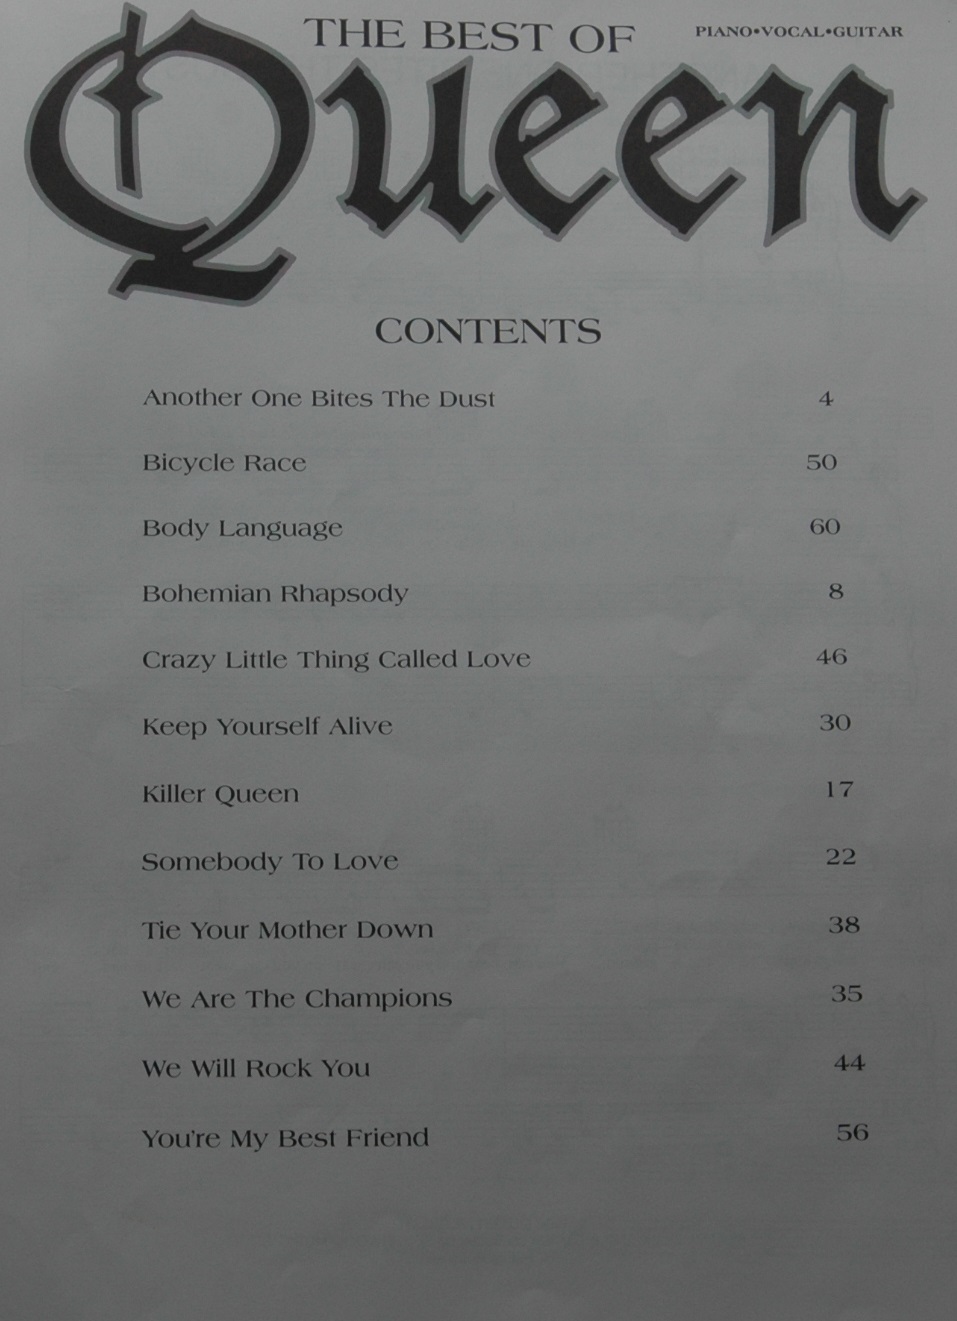 THE BEST OF
PIANO•VOCAL•GUITAR
Queen
CONTENTS
Another One Bites The Dust 4
Bicycle Race 50
Body Language 60
Bohemian Rhapsody 8
Crazy Little Thing Called Love 46
Keep Yourself Alive 30
Killer Queen 17
Somebody To Love 22
Tie Your Mother Down 38
We Are The Champions 35
We Will Rock You 44
You're My Best Friend 56